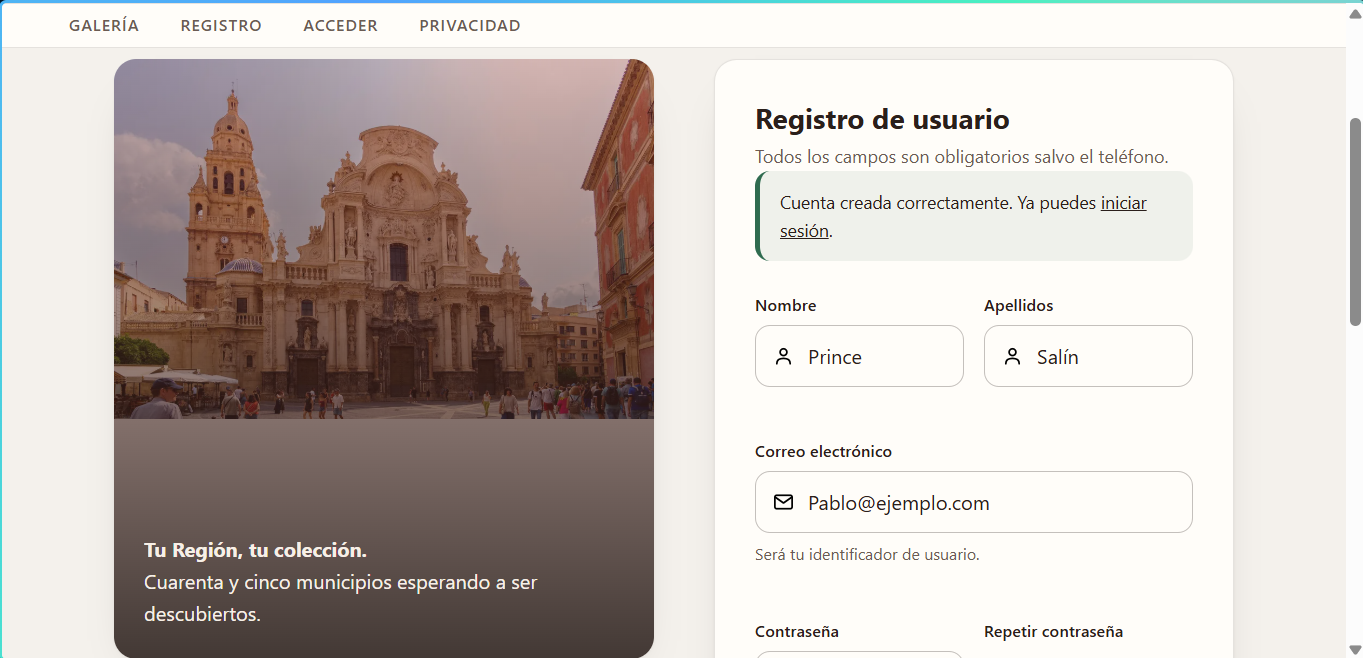 GALERÍA REGISTRO ACCEDER PRIVACIDAD
Tu Región, tu colección.
Cuarenta y cinco municipios esperando a ser
descubiertos.
Registro de usuario
Todos los campos son obligatorios salvo el teléfono.
Cuenta creada correctamente. Ya puedes iniciar
sesión.
Nombre Apellidos
Prince Salín
Correo electrónico
Pablo@ejemplo.com
Será tu identificador de usuario.
Contraseña Repetir contraseña